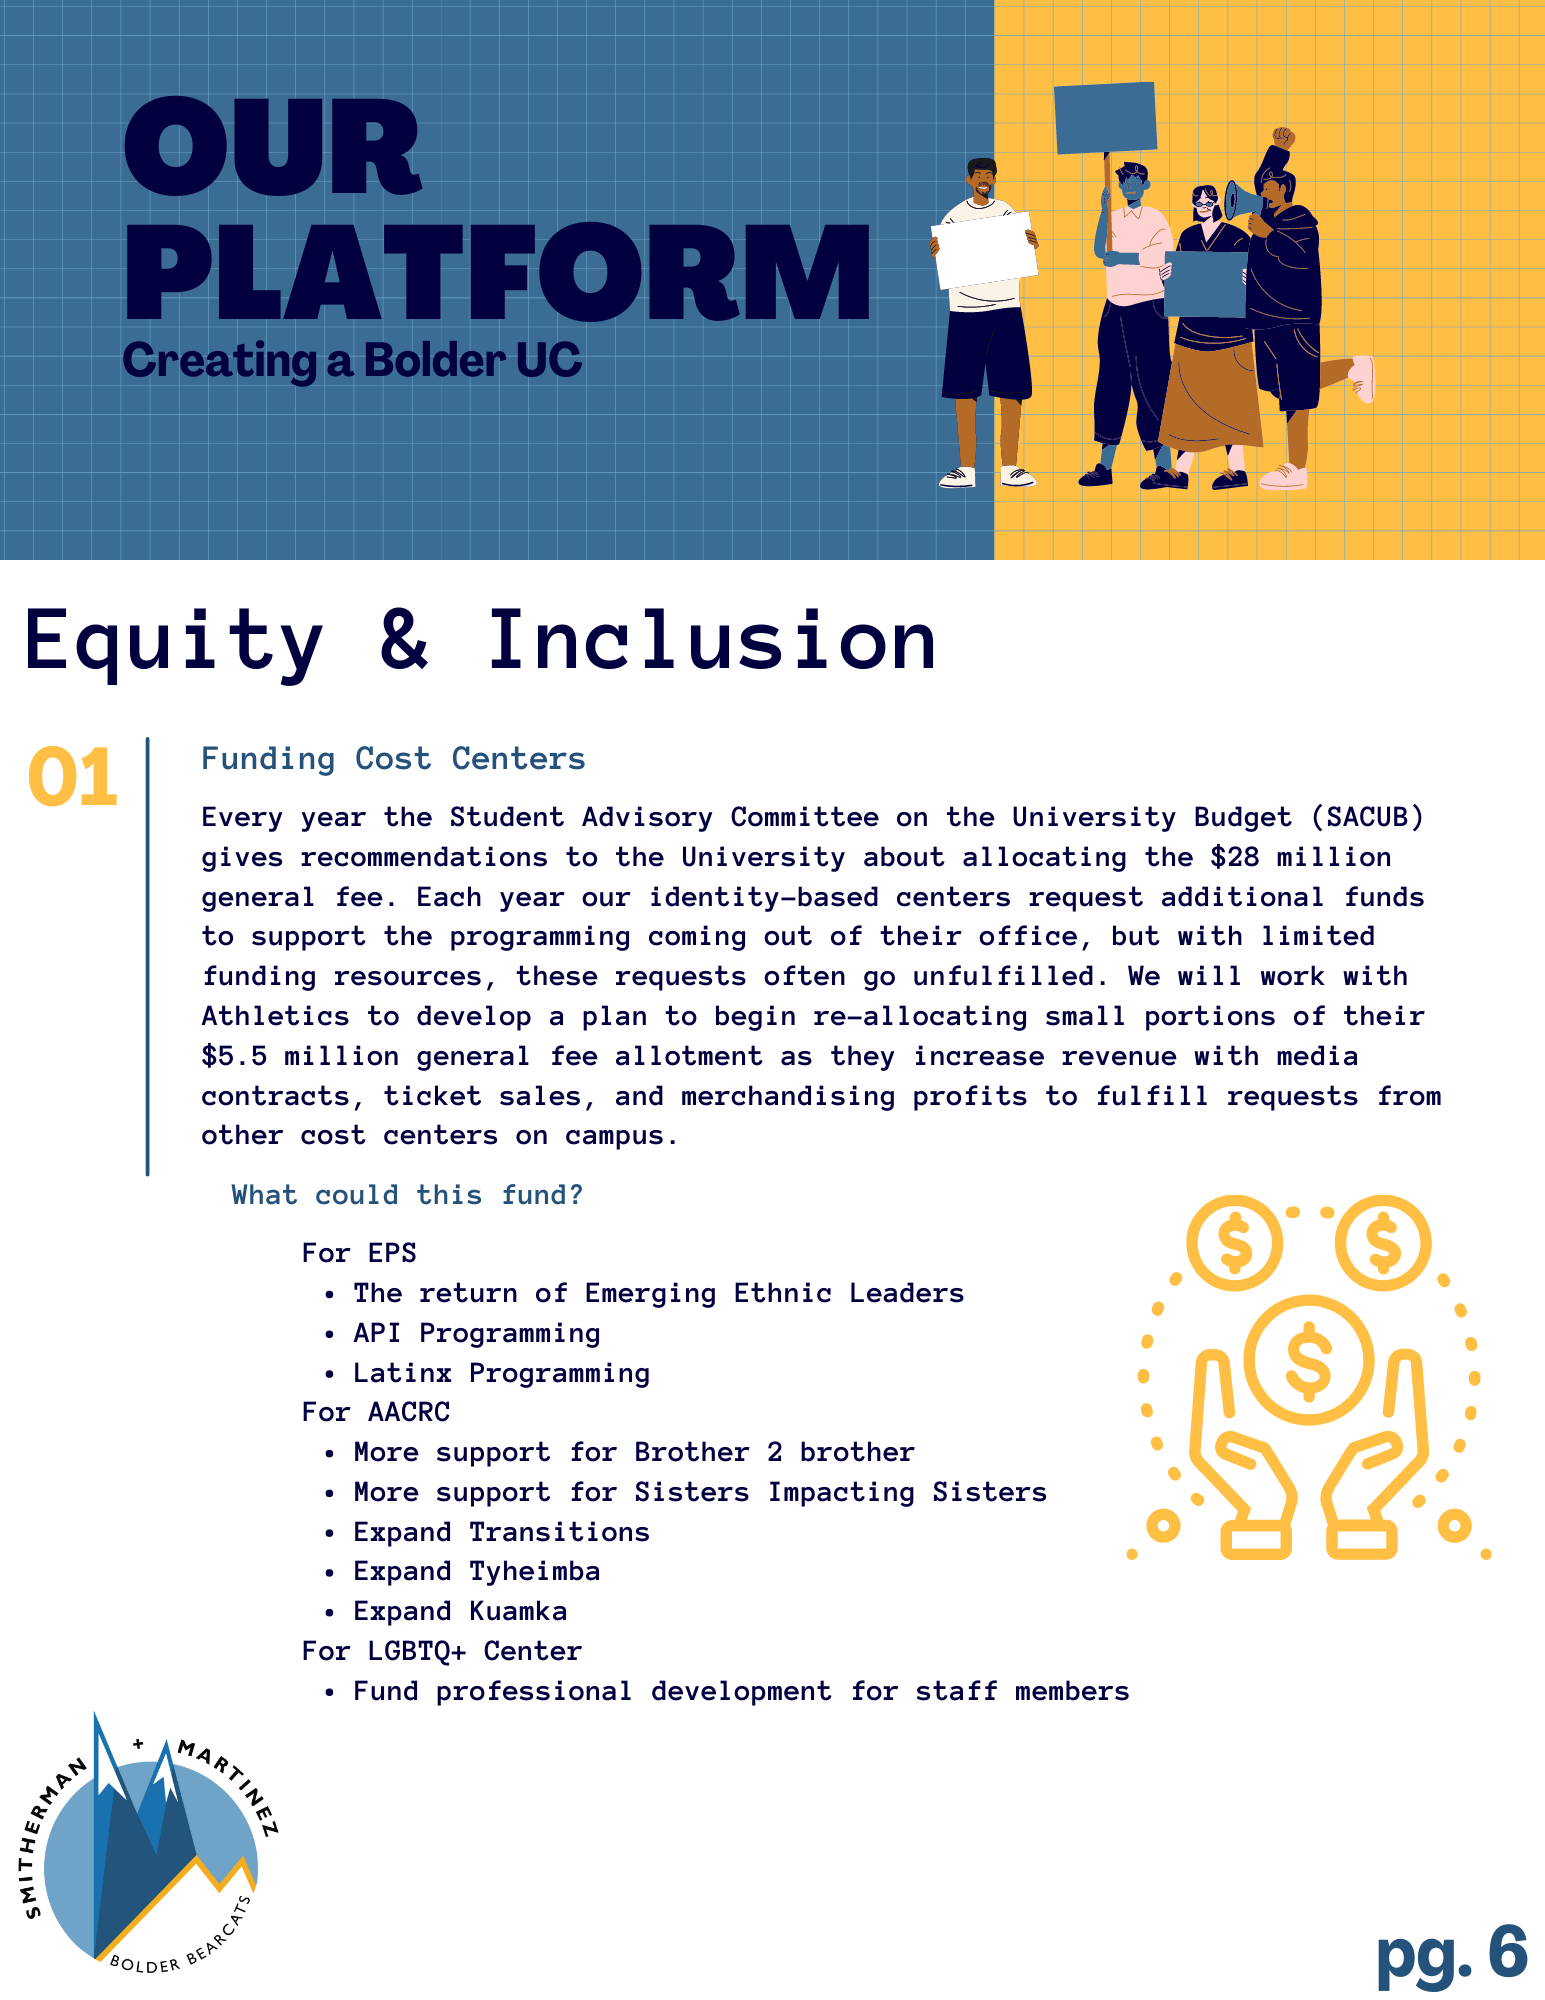 OUR
PLATFORM
Creating a Bolder UC
Equity & Inclusion
01
Funding Cost Centers
Every year the Student Advisory Committee on the University Budget (SACUB)
gives recommendations to the University about allocating the $28 million
general fee. Each year our identity-based centers request additional funds
to support the programming coming out of their office, but with limited
funding resources, these requests often go unfulfilled. We will work with
Athletics to develop a plan to begin re-allocating small portions of their
$5.5 million general fee allotment as they increase revenue with media
contracts, ticket sales, and merchandising profits to fulfill requests from
other cost centers on campus.
What could this fund?
For EPS
• The return of Emerging Ethnic Leaders
• API Programming
• Latinx Programming
For AACRC
• More support for Brother 2 brother
• More support for Sisters Impacting Sisters
• Expand Transitions
• Expand Tyheimba
• Expand Kuamka
For LGBTQ+ Center
• Fund professional development for staff members
$ $
$
SMITHERMAN + MARTINEZ
BOLDER BEARCATS
pg. 6